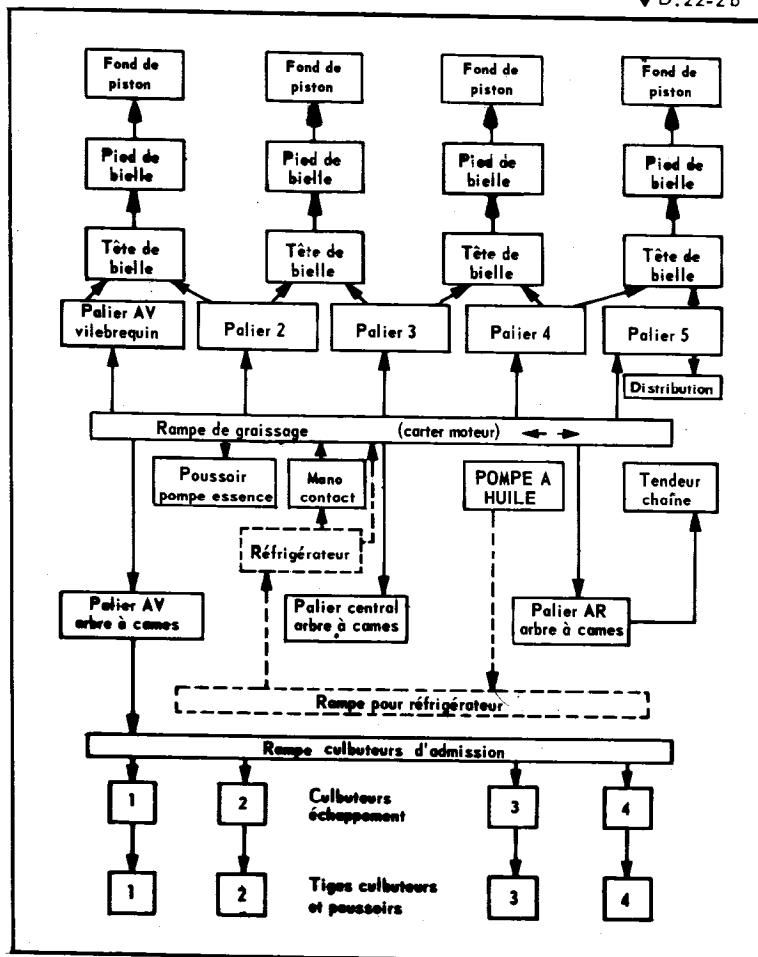 D.22-2b
Fond de
piston
Fond de
piston
Fond de
piston
Fond de
piston
Pied de
bielle
Pied de
bielle
Pied de
bielle
Pied de
bielle
Tête de
bielle
Tête de
bielle
Tête de
bielle
Tête de
bielle
Palier AV
vilebrequin
Palier 2
Palier 3
Palier 4
Palier 5
Distribution
Rampe de graissage (carter moteur)
Poussoir
pompe essence
Mano
contact
POMPE A
HUILE
Tendeur
chaîne
Réfrigérateur
Palier AV
arbre à cames
Palier central
arbre à cames
Palier AR
arbre à cames
Rampe pour réfrigérateur
Rampe culbuteurs d'admission
1
2
Culbuteurs
échappement
3
4
1
2
Tiges culbuteurs
et poussoirs
3
4